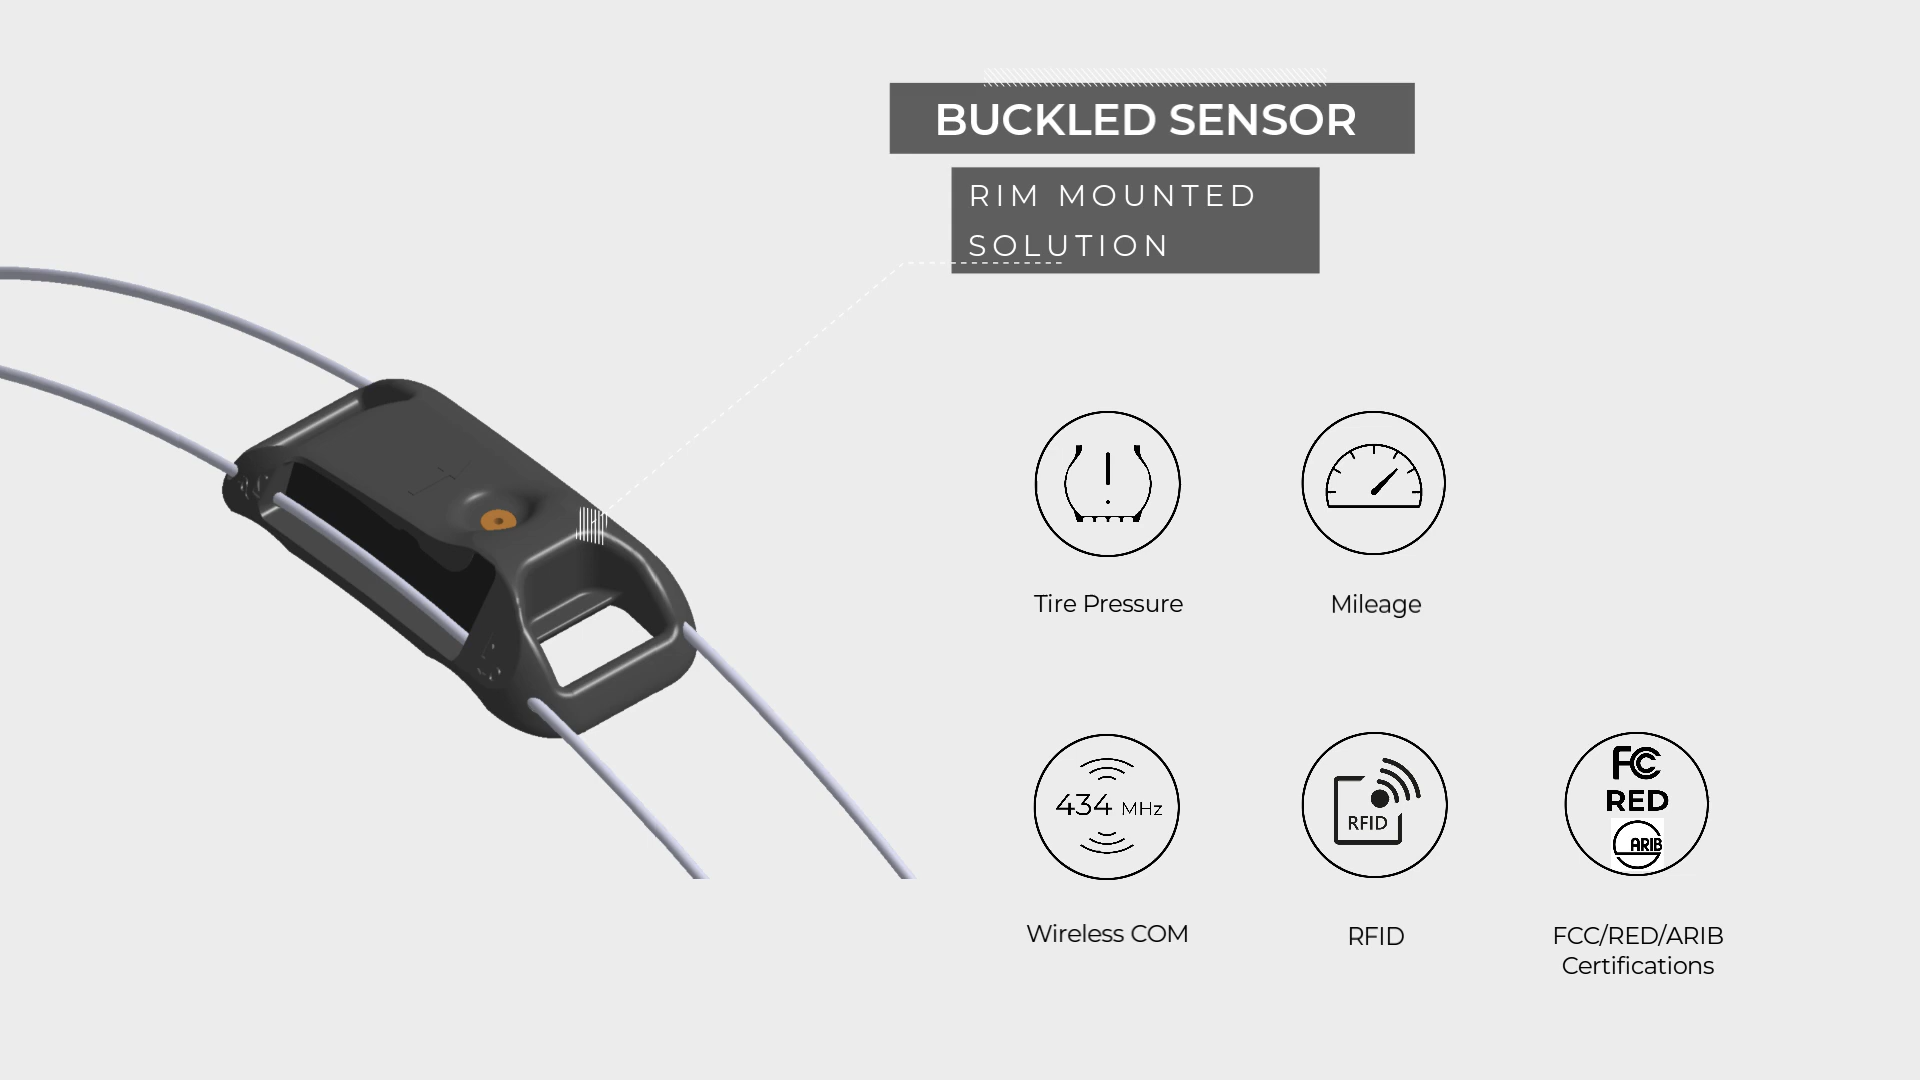 BUCKLED SENSOR
RIM MOUNTED
SOLUTION
Tire Pressure
Mileage
434 MHz
RFID
FC
RED
ARIB
Wireless COM
RFID
FCC/RED/ARIB
Certifications